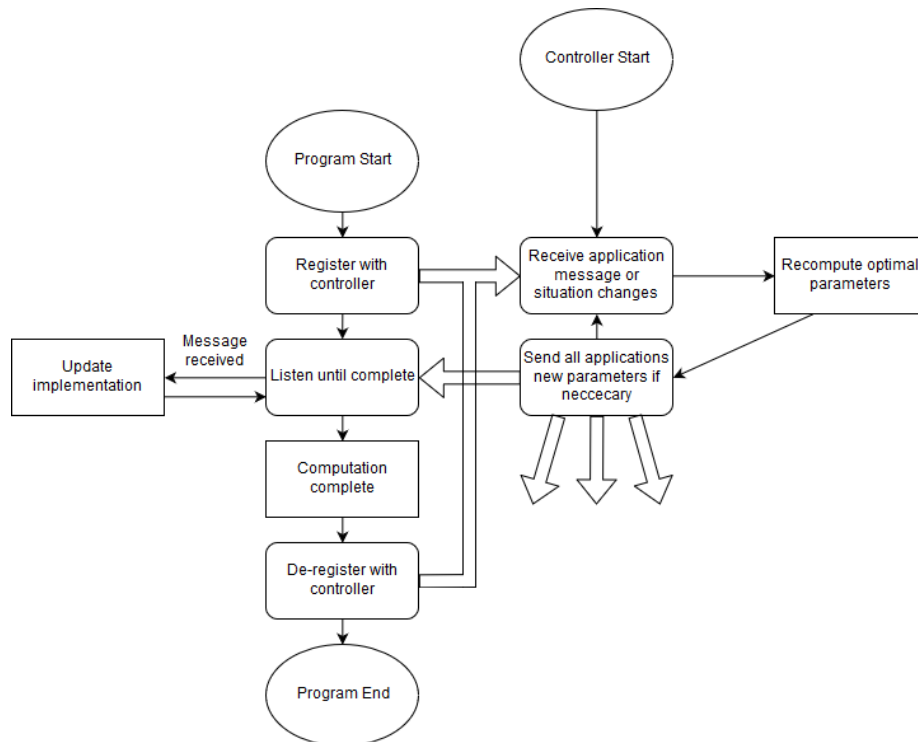 Controller Start
Program Start
Register with
controller
Receive application
message or
situation changes
Recompute optimal
parameters
Message
received
Update
implementation
Listen until complete
Send all applications
new parameters if
neccecary
Computation
complete
De-register with
controller
Program End